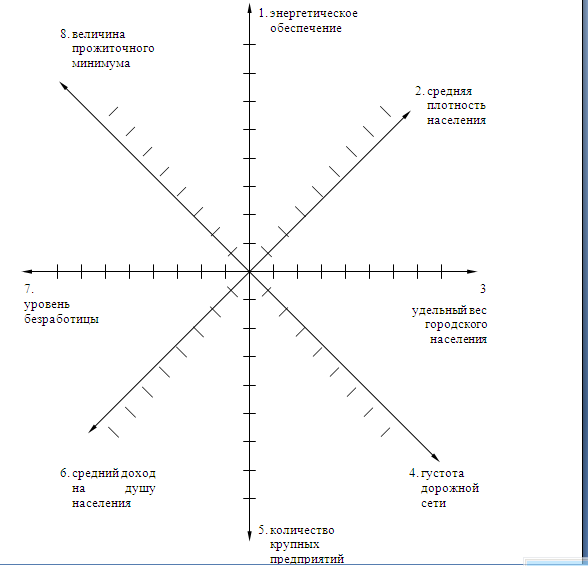 1. энергетическое
обеспечение
8. величина
прожиточного
минимума
2. средняя
плотность
населения
7.
уровень
безработицы
3
удельный вес
городского
населения
6. средний доход
на душу
населения
4. густота
дорожной
сети
5. количество
крупных
предприятий